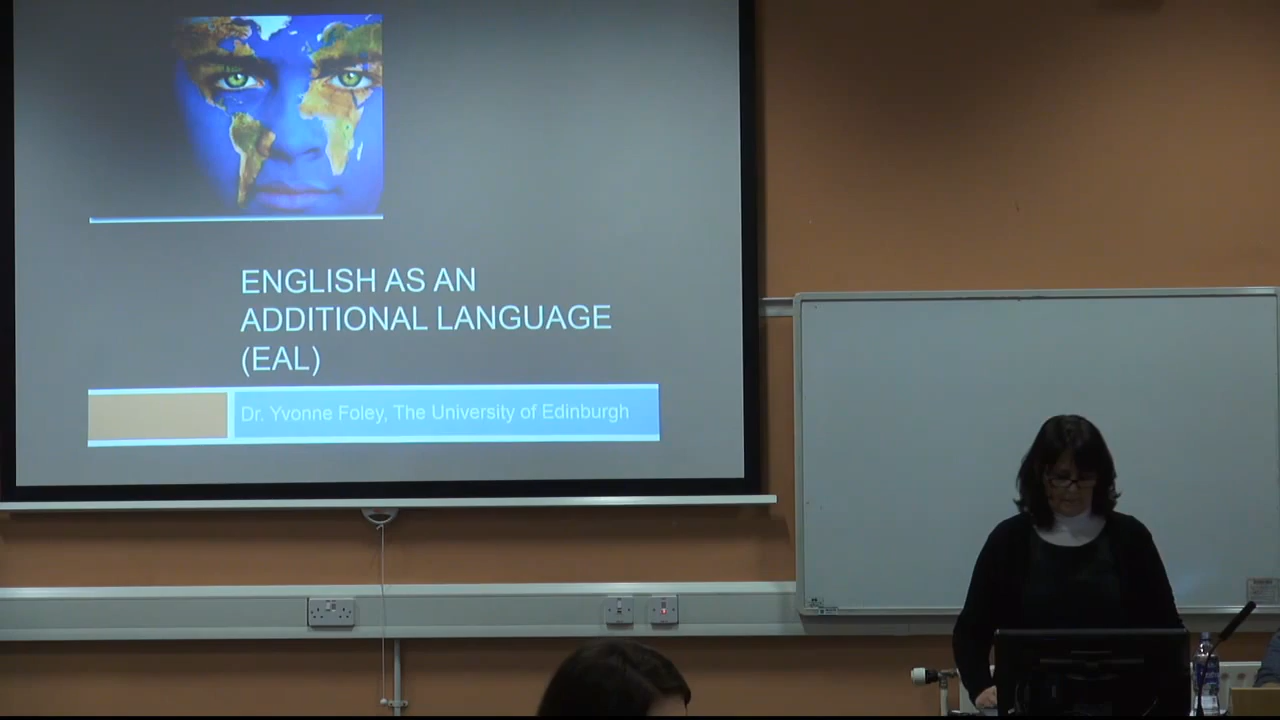 ENGLISH AS AN
ADDITIONAL LANGUAGE
(EAL)
Dr. Yvonne Foley, The University of Edinburgh